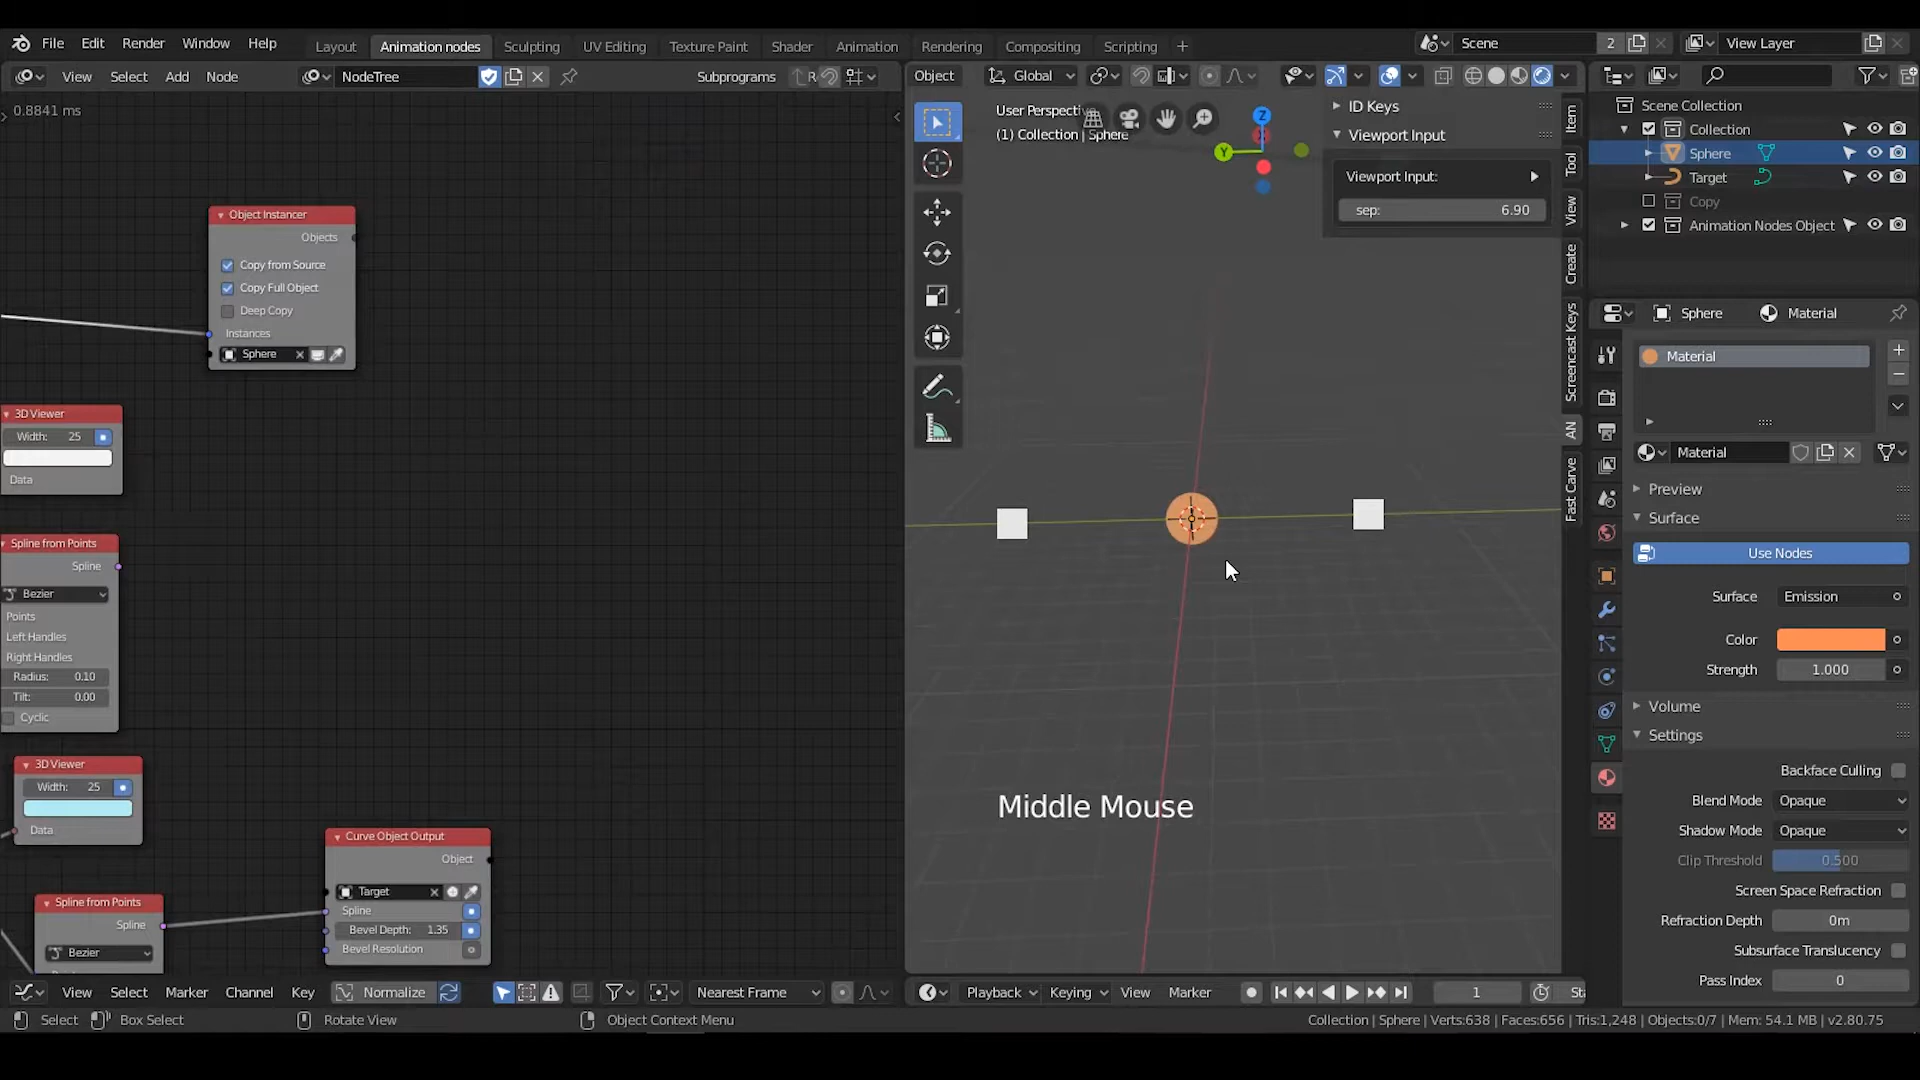 File Edit Render Window Help Layout Animation nodes Sculpting UV Editing Texture Paint Shader Animation Rendering Compositing Scripting + Scene 2 View Layer
View Select Add Node NodeTree Subprograms Object Global
0.8841 ms
Object Instancer
Objects
Copy from Source
Copy Full Object
Deep Copy
Instances
Sphere
3D Viewer
Width: 25
Data
Spline from Points
Spline
Bezier
Points
Left Handles
Right Handles
Radius: 0.10
Tilt: 0.00
Cyclic
3D Viewer
Width: 25
Data
Spline from Points
Spline
Bezier
Curve Object Output
Object
Target
Spline
Bevel Depth: 1.35
Bevel Resolution
User Perspectiv
(1) Collection | Sphere
Z
Y
ID Keys
Viewport Input
Viewport Input:
sep: 6.90
Item
Tool
View
Create
Screencast Keys
AN
Fast Carve
Middle Mouse
Scene Collection
Collection
Sphere
Target
Copy
Animation Nodes Object
Sphere Material
Material
Material
Preview
Surface
Use Nodes
Surface Emission
Color
Strength 1.000
Volume
Settings
Backface Culling
Blend Mode Opaque
Shadow Mode Opaque
Clip Threshold 0.500
Screen Space Refraction
Refraction Depth 0m
Subsurface Translucency
Pass Index 0
View Select Marker Channel Key Normalize Nearest Frame Playback Keying View Marker 1 Sta
Select Box Select Rotate View Object Context Menu Collection | Sphere | Verts:638 | Faces:656 | Tris:1,248 | Objects:0/7 | Mem: 54.1 MB | v2.80.75